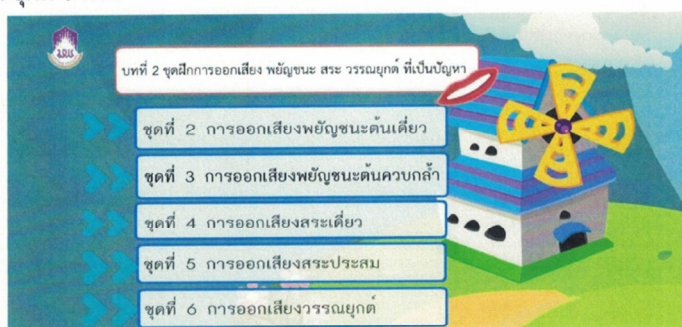 บทที่ 2 ชุดฝึกการออกเสียง พยัญชนะ สระ วรรณยุกต์ ที่เป็นปัญหา
ชุดที่ 2 การออกเสียงพยัญชนะต้นเดี่ยว
ชุดที่ 3 การออกเสียงพยัญชนะต้นควบกล้ำ
ชุดที่ 4 การออกเสียงสระเดี่ยว
ชุดที่ 5 การออกเสียงสระประสม
ชุดที่ 6 การออกเสียงวรรณยุกต์